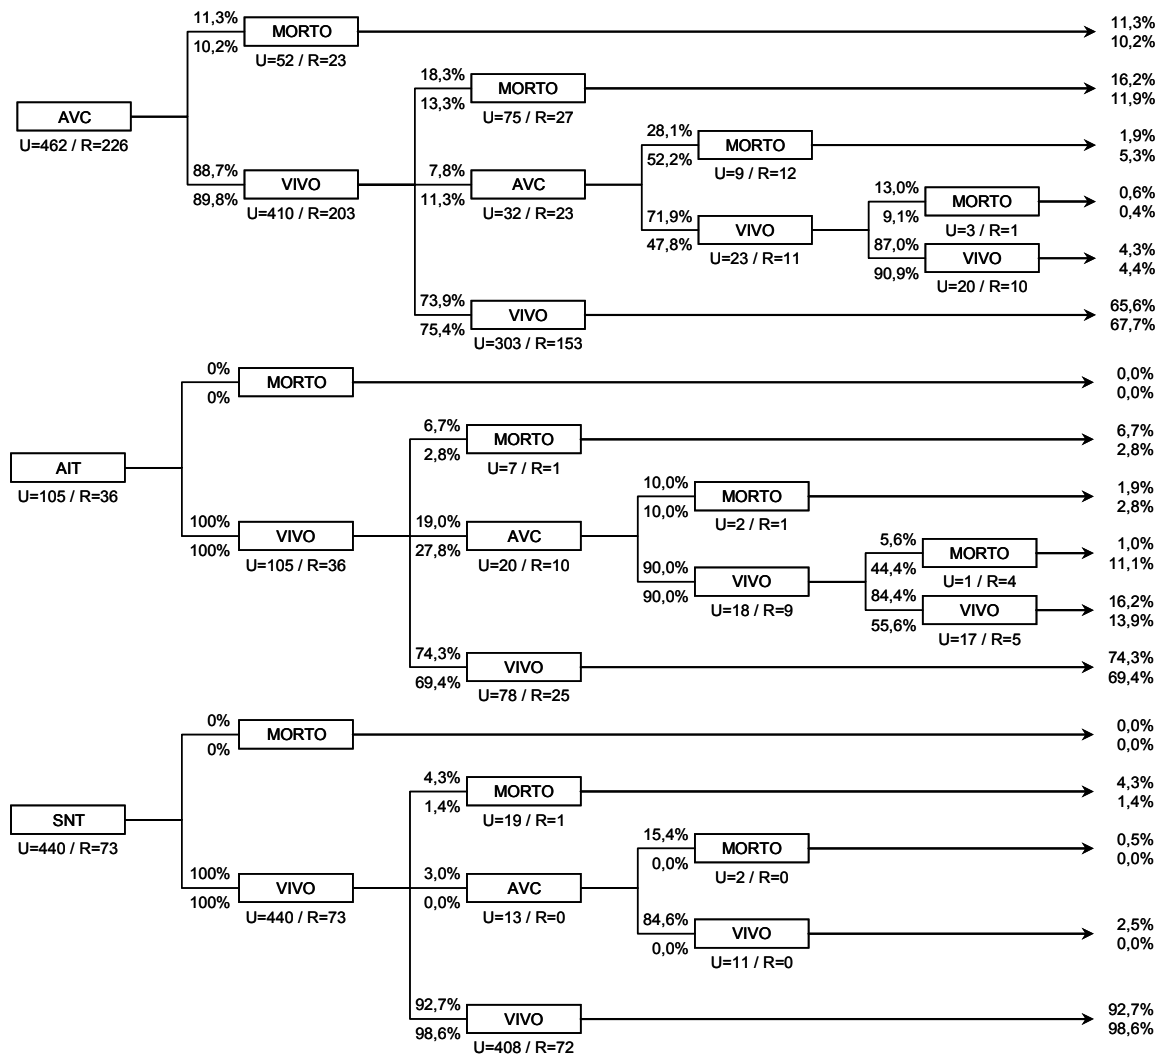 11,3%
MORTO
11,3%
10,2%
10,2%
U=52 / R=23
18,3%
MORTO
16,2%
13,3%
11,9%
U=75 / R=27
AVC
U=462 / R=226
28,1%
MORTO
1,9%
52,2%
5,3%
U=9 / R=12
88,7%
VIVO
7,8%
AVC
89,8%
11,3%
U=410 / R=203
U=32 / R=23
13,0%
MORTO
0,6%
9,1%
0,4%
U=3 / R=1
71,9%
VIVO
47,8%
U=23 / R=11
87,0%
VIVO
4,3%
90,9%
4,4%
U=20 / R=10
73,9%
VIVO
65,6%
75,4%
67,7%
U=303 / R=153
0%
MORTO
0,0%
0%
0,0%
6,7%
MORTO
6,7%
2,8%
2,8%
U=7 / R=1
AIT
U=105 / R=36
10,0%
MORTO
1,9%
10,0%
2,8%
U=2 / R=1
100%
VIVO
19,0%
AVC
100%
27,8%
U=105 / R=36
U=20 / R=10
5,6%
MORTO
1,0%
44,4%
11,1%
U=1 / R=4
90,0%
VIVO
90,0%
U=18 / R=9
84,4%
VIVO
16,2%
55,6%
13,9%
U=17 / R=5
74,3%
VIVO
74,3%
69,4%
69,4%
U=78 / R=25
0%
MORTO
0,0%
0%
0,0%
4,3%
MORTO
4,3%
1,4%
1,4%
U=19 / R=1
SNT
U=440 / R=73
15,4%
MORTO
0,5%
0,0%
0,0%
U=2 / R=0
100%
VIVO
3,0%
AVC
100%
0,0%
U=440 / R=73
U=13 / R=0
84,6%
VIVO
2,5%
0,0%
0,0%
U=11 / R=0
92,7%
VIVO
92,7%
98,6%
98,6%
U=408 / R=72